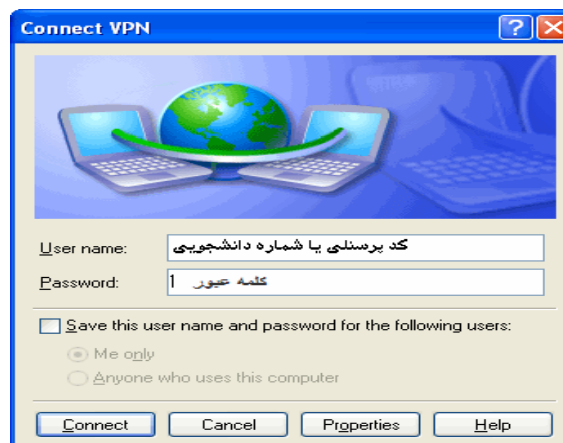 Connect VPN
User name: کد پرسنلی یا شماره دانشجویی
Password: 1 کلمه عبور
Save this user name and password for the following users:
Me only
Anyone who uses this computer
Connect Cancel Properties Help